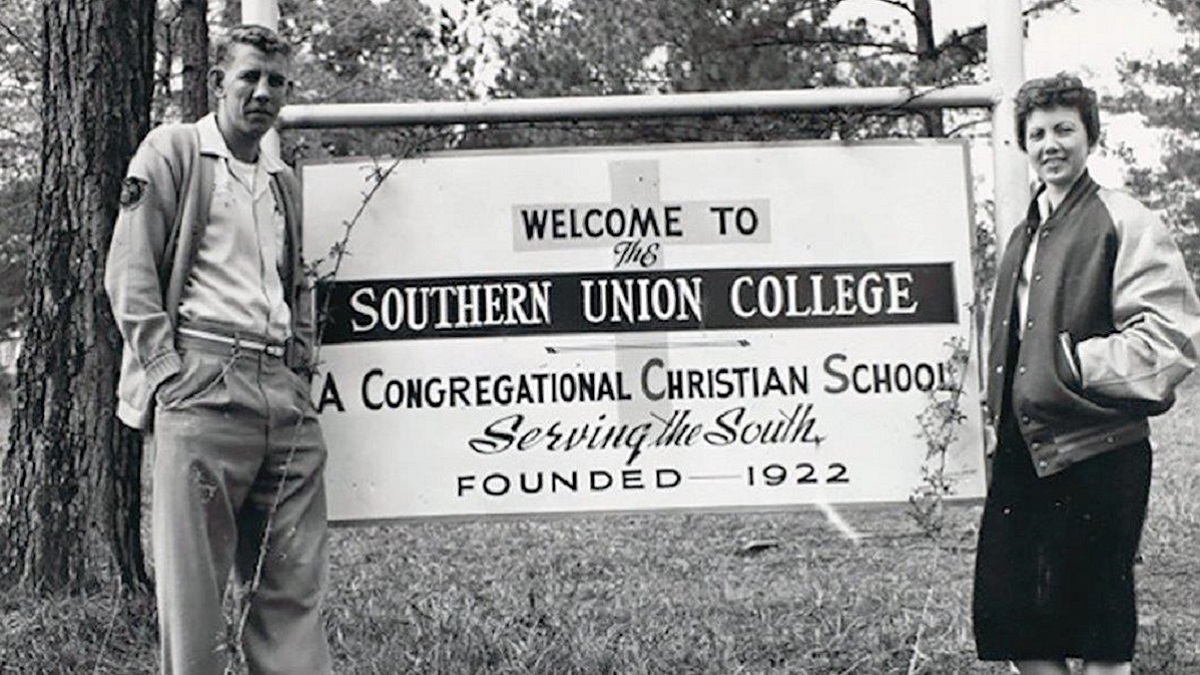 WELCOME TO
The
SOUTHERN UNION COLLEGE
A CONGREGATIONAL CHRISTIAN SCHOOL
Serving the South
FOUNDED — 1922